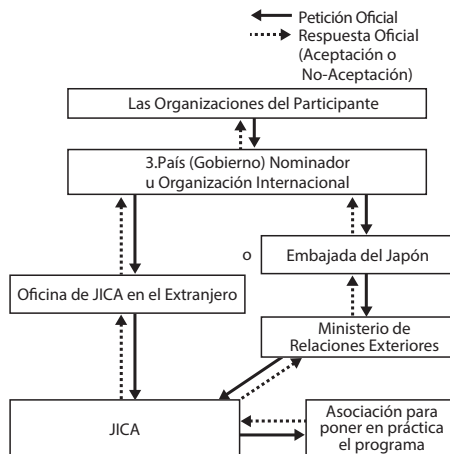 Petición Oficial
Respuesta Oficial
(Aceptación o
No-Aceptación)
Las Organizaciones del Participante
3.País (Gobierno) Nominador
u Organización Internacional
o
Embajada del Japón
Oficina de JICA en el Extranjero
Ministerio de
Relaciones Exteriores
JICA
Asociación para
poner en práctica
el programa